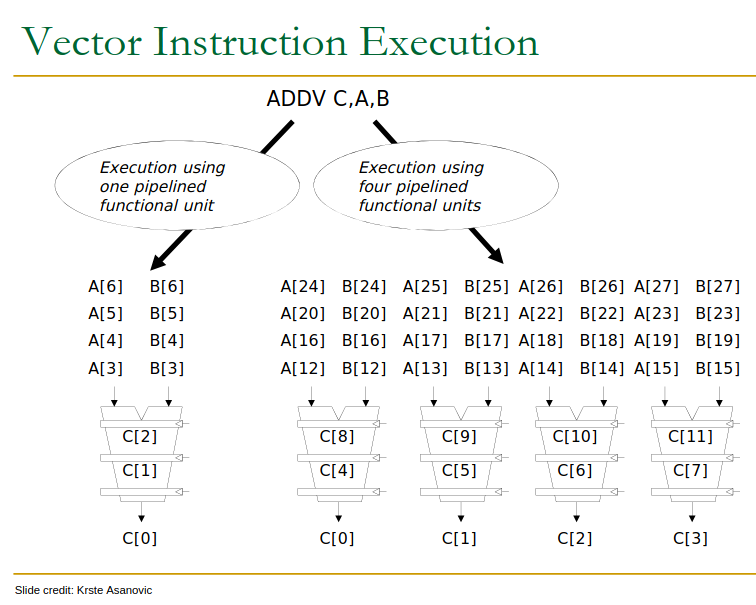 Vector Instruction Execution
ADDV C,A,B
Execution using
one pipelined
functional unit
Execution using
four pipelined
functional units
A[6] B[6] A[24] B[24] A[25] B[25] A[26] B[26] A[27] B[27]
A[5] B[5] A[20] B[20] A[21] B[21] A[22] B[22] A[23] B[23]
A[4] B[4] A[16] B[16] A[17] B[17] A[18] B[18] A[19] B[19]
A[3] B[3] A[12] B[12] A[13] B[13] A[14] B[14] A[15] B[15]
C[2] C[8] C[9] C[10] C[11]
C[1] C[4] C[5] C[6] C[7]
C[0] C[0] C[1] C[2] C[3]
Slide credit: Krste Asanovic